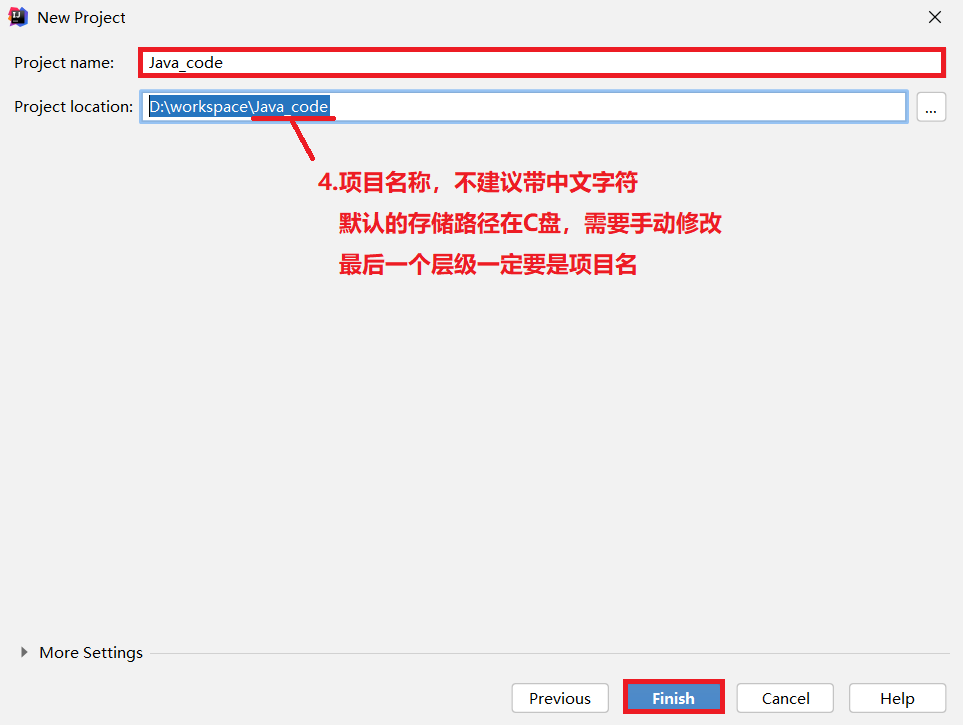 New Project
Project name: Java_code
Project location: D:\workspace\Java_code ...
4.项目名称，不建议带中文字符
默认的存储路径在C盘，需要手动修改
最后一个层级一定要是项目名
More Settings
Previous Finish Cancel Help